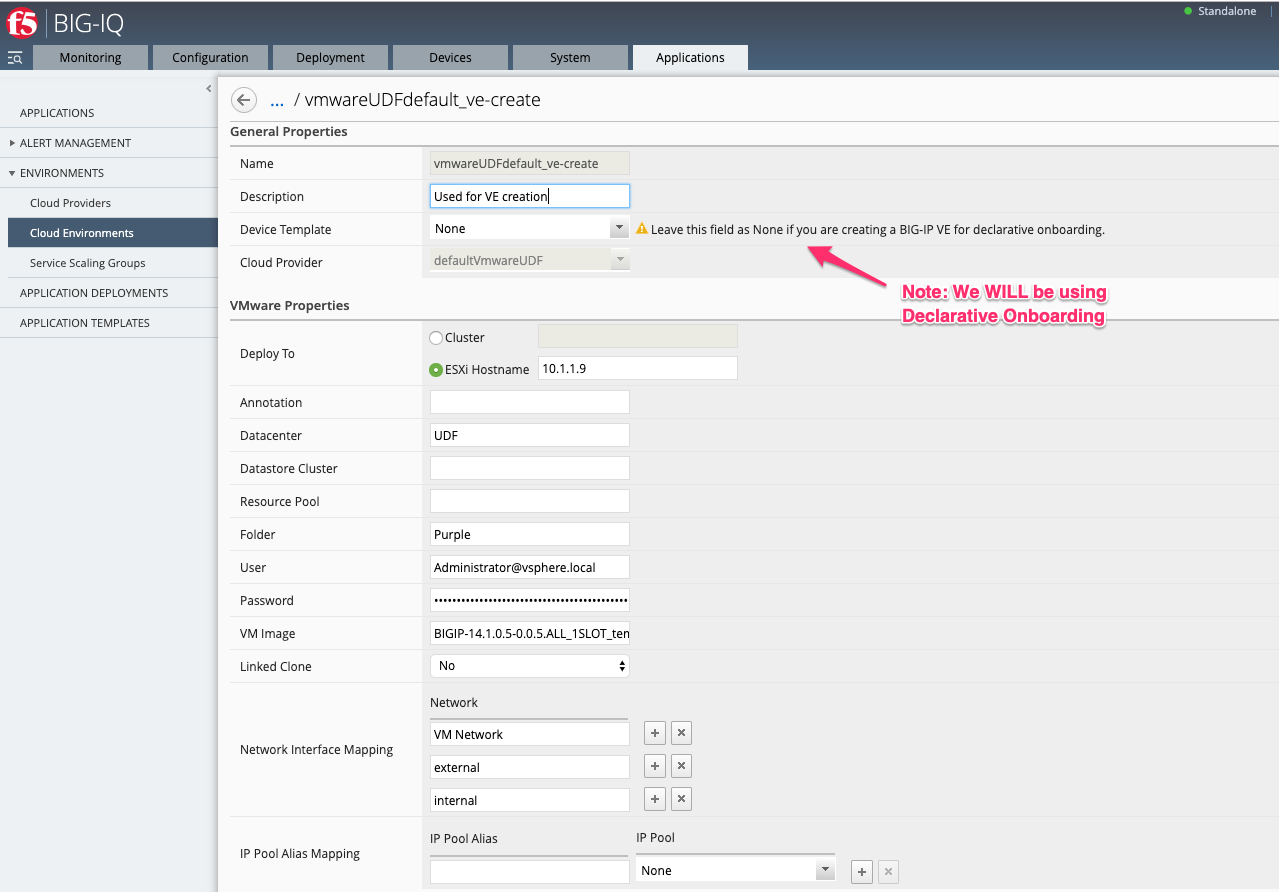 f5 BIG-IQ
Standalone
Monitoring Configuration Deployment Devices System Applications
APPLICATIONS
ALERT MANAGEMENT
ENVIRONMENTS
Cloud Providers
Cloud Environments
Service Scaling Groups
APPLICATION DEPLOYMENTS
APPLICATION TEMPLATES
... / vmwareUDFdefault_ve-create
General Properties
Name vmwareUDFdefault_ve-create
Description Used for VE creation
Device Template None Leave this field as None if you are creating a BIG-IP VE for declarative onboarding.
Cloud Provider defaultVmwareUDF
Note: We WILL be using
Declarative Onboarding
VMware Properties
Deploy To
Cluster
ESXi Hostname 10.1.1.9
Annotation
Datacenter UDF
Datastore Cluster
Resource Pool
Folder Purple
User Administrator@vsphere.local
Password
VM Image BIGIP-14.1.0.5-0.0.5.ALL_1SLOT_ten
Linked Clone No
Network Interface Mapping
Network
VM Network
external
internal
IP Pool Alias Mapping
IP Pool Alias IP Pool
None